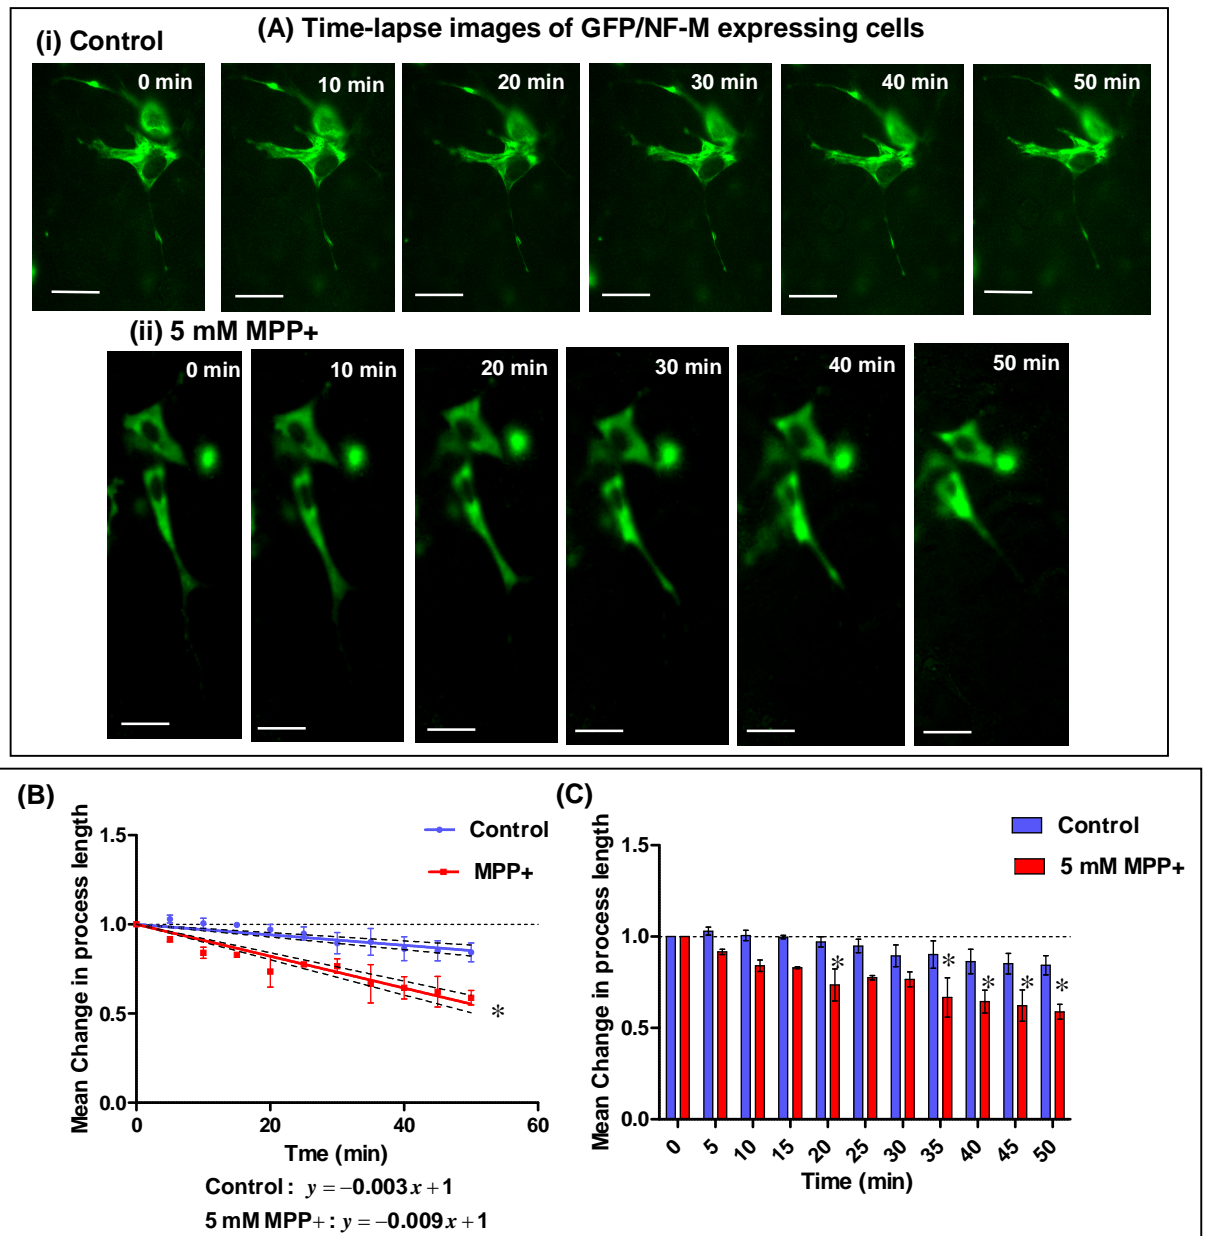 (A) Time-lapse images of GFP/NF-M expressing cells
(i) Control
0 min
10 min
20 min
30 min
40 min
50 min
(ii) 5 mM MPP+
0 min
10 min
20 min
30 min
40 min
50 min
(B)
Mean Change in process length
1.5
1.0
0.5
0.0
0
20
40
60
Tme (min)
Control
MPP+
*
Control : y = −0.003 x + 1
5 mM MPP+ : y = −0.009 x + 1
(C)
Mean Change in process length
1.5
1.0
0.5
0.0
0
5
10
15
20
25
30
35
40
45
50
Time (min)
Control
5 mM MPP+
*
*
*
*
*